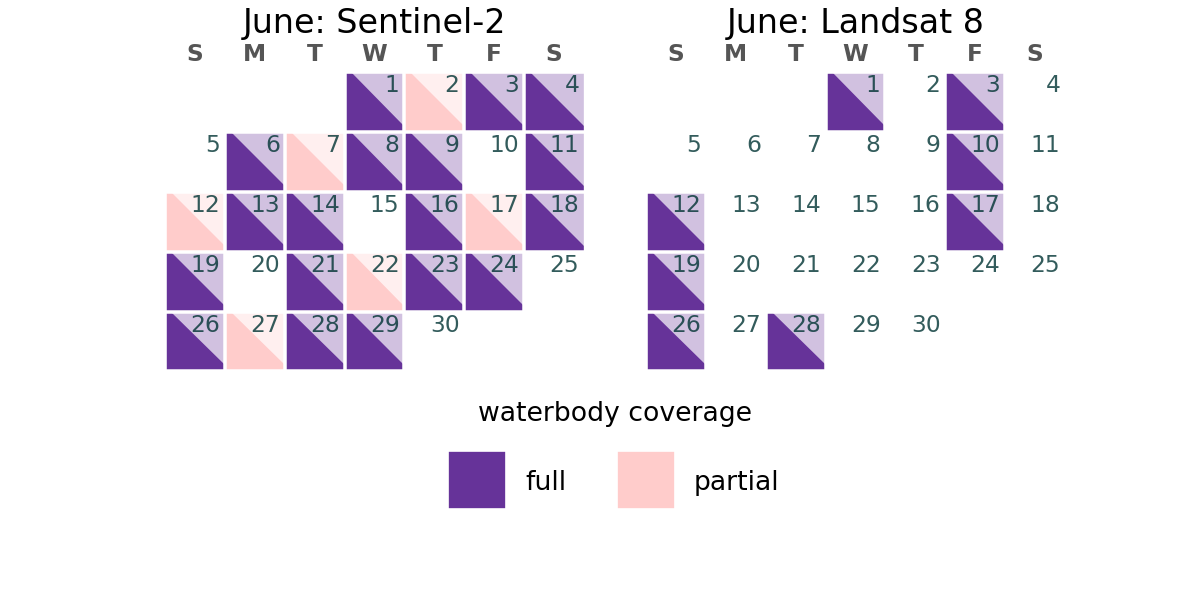 June: Sentinel-2
S M T W T F S
1 2 3 4
5 6 7 8 9 10 11
12 13 14 15 16 17 18
19 20 21 22 23 24 25
26 27 28 29 30
June: Landsat 8
S M T W T F S
1 2 3 4
5 6 7 8 9 10 11
12 13 14 15 16 17 18
19 20 21 22 23 24 25
26 27 28 29 30
waterbody coverage
full partial